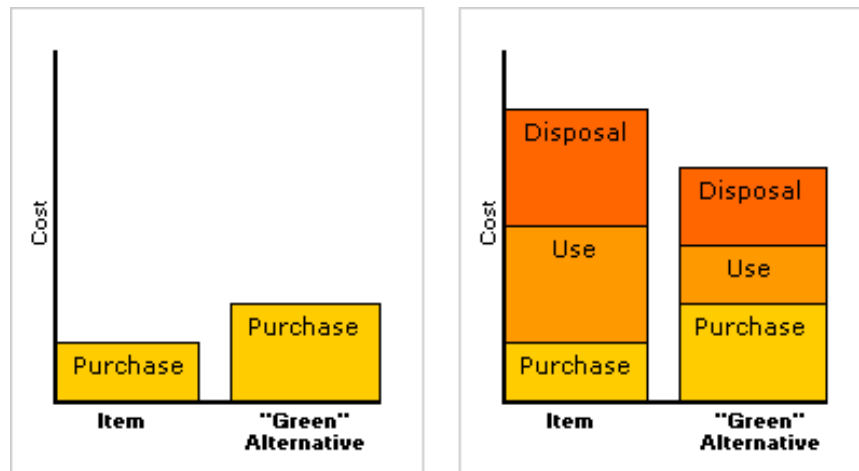 Cost
Purchase
Purchase
Item
"Green"
Alternative
Cost
Disposal
Use
Purchase
Disposal
Use
Purchase
Item
"Green"
Alternative